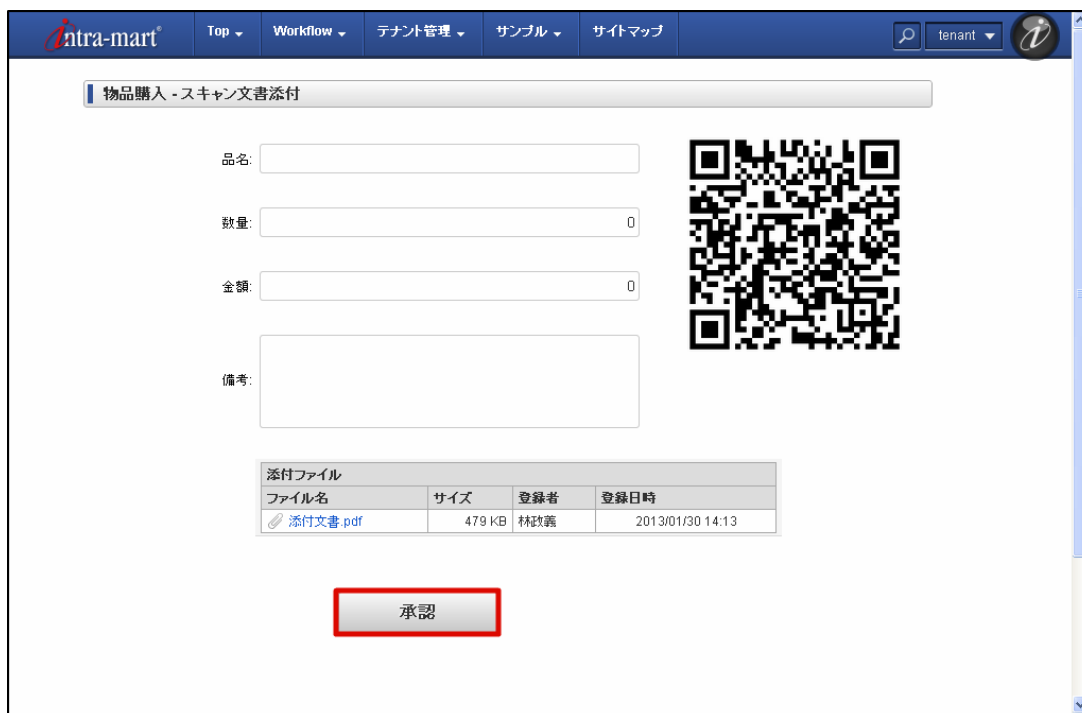 intra-mart® Top Workflow テナント管理 サンプル サイトマップ tenant
物品購入 - スキャン文書添付
品名:
数量: 0
金額: 0
備考:
添付ファイル
ファイル名 サイズ 登録者 登録日時
添付文書.pdf 479 KB 林政義 2013/01/30 14:13
承認